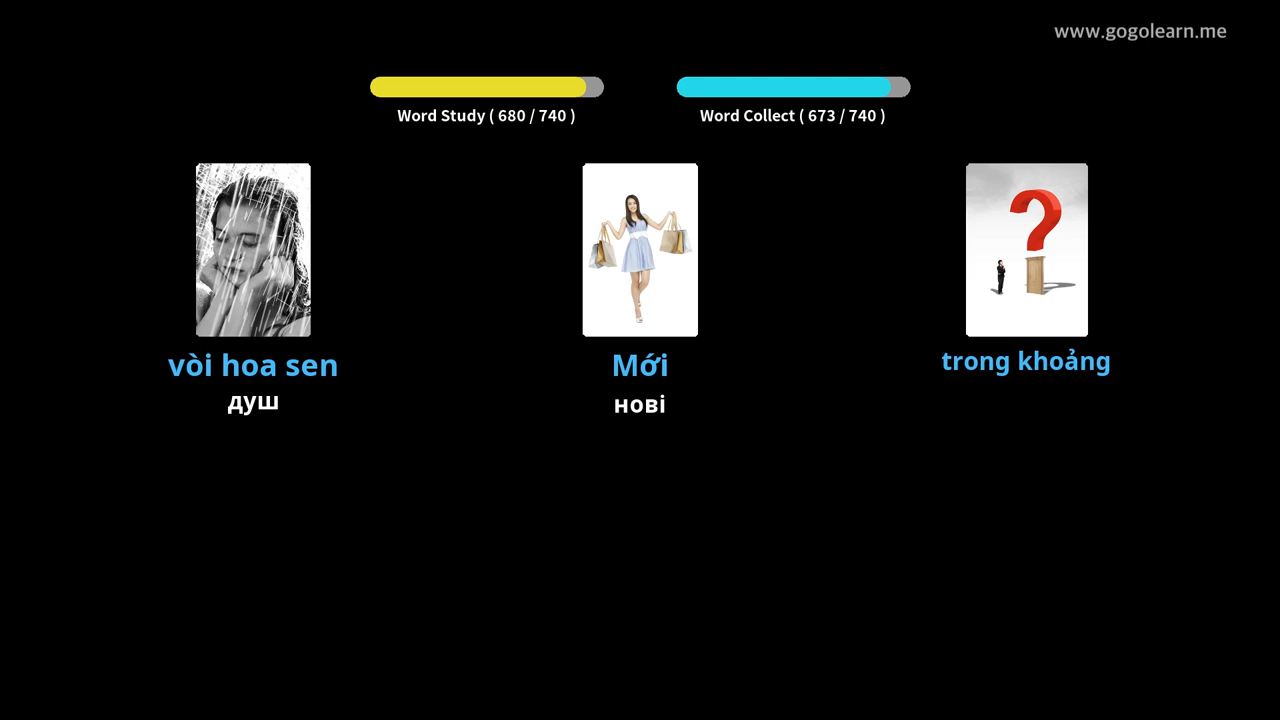 www.gogolearn.me
Word Study ( 680 / 740 )
Word Collect ( 673 / 740 )
vòi hoa sen
душ
Mới
нові
trong khoảng